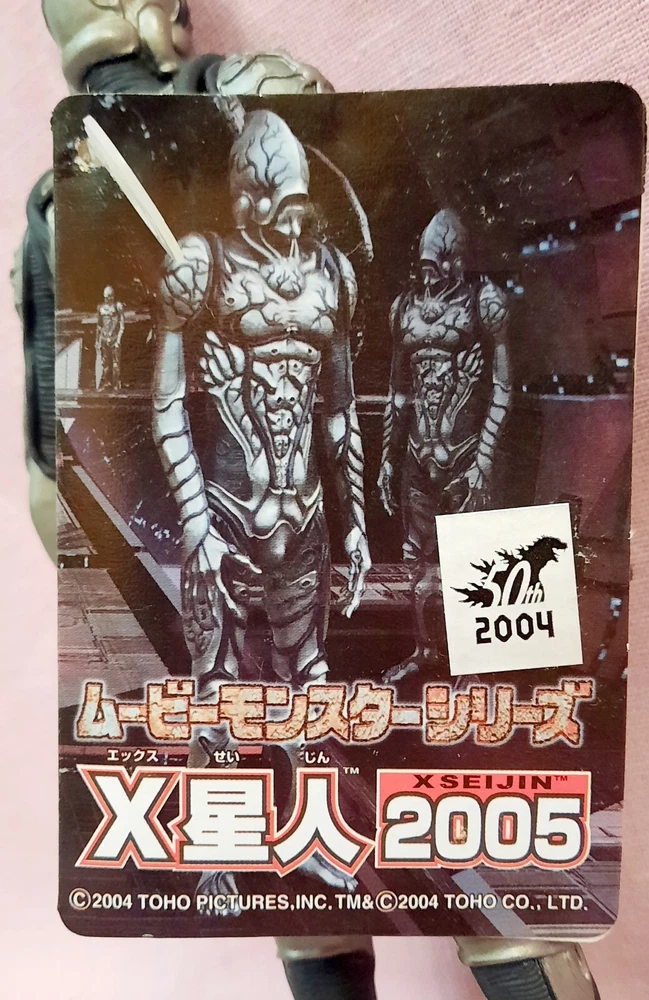 50th
2004
ムービーモンスターシリーズ
エックス せい じん
X星人™
X SEIJIN™
2005
©2004 TOHO PICTURES,INC. TM&©2004 TOHO CO., LTD.